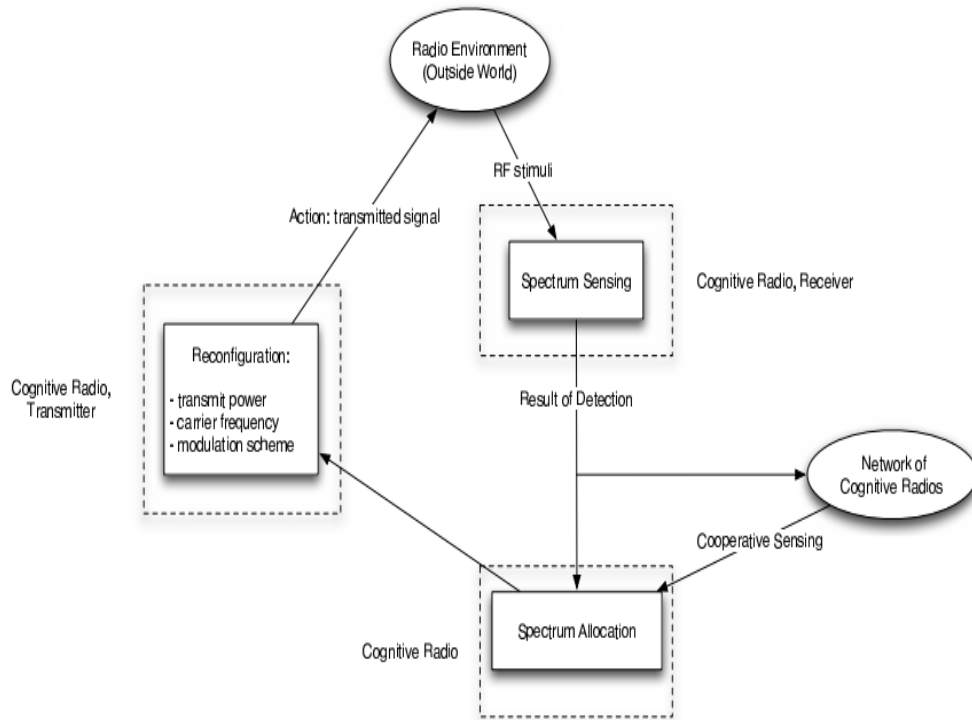 Radio Environment
(Outside World)
RF stimuli
Action: transmitted signal
Spectrum Sensing
Cognitive Radio, Receiver
Reconfiguration:
- transmit power
- carrier frequency
- modulation scheme
Cognitive Radio,
Transmitter
Result of Detection
Network of
Cognitive Radios
Cooperative Sensing
Spectrum Allocation
Cognitive Radio